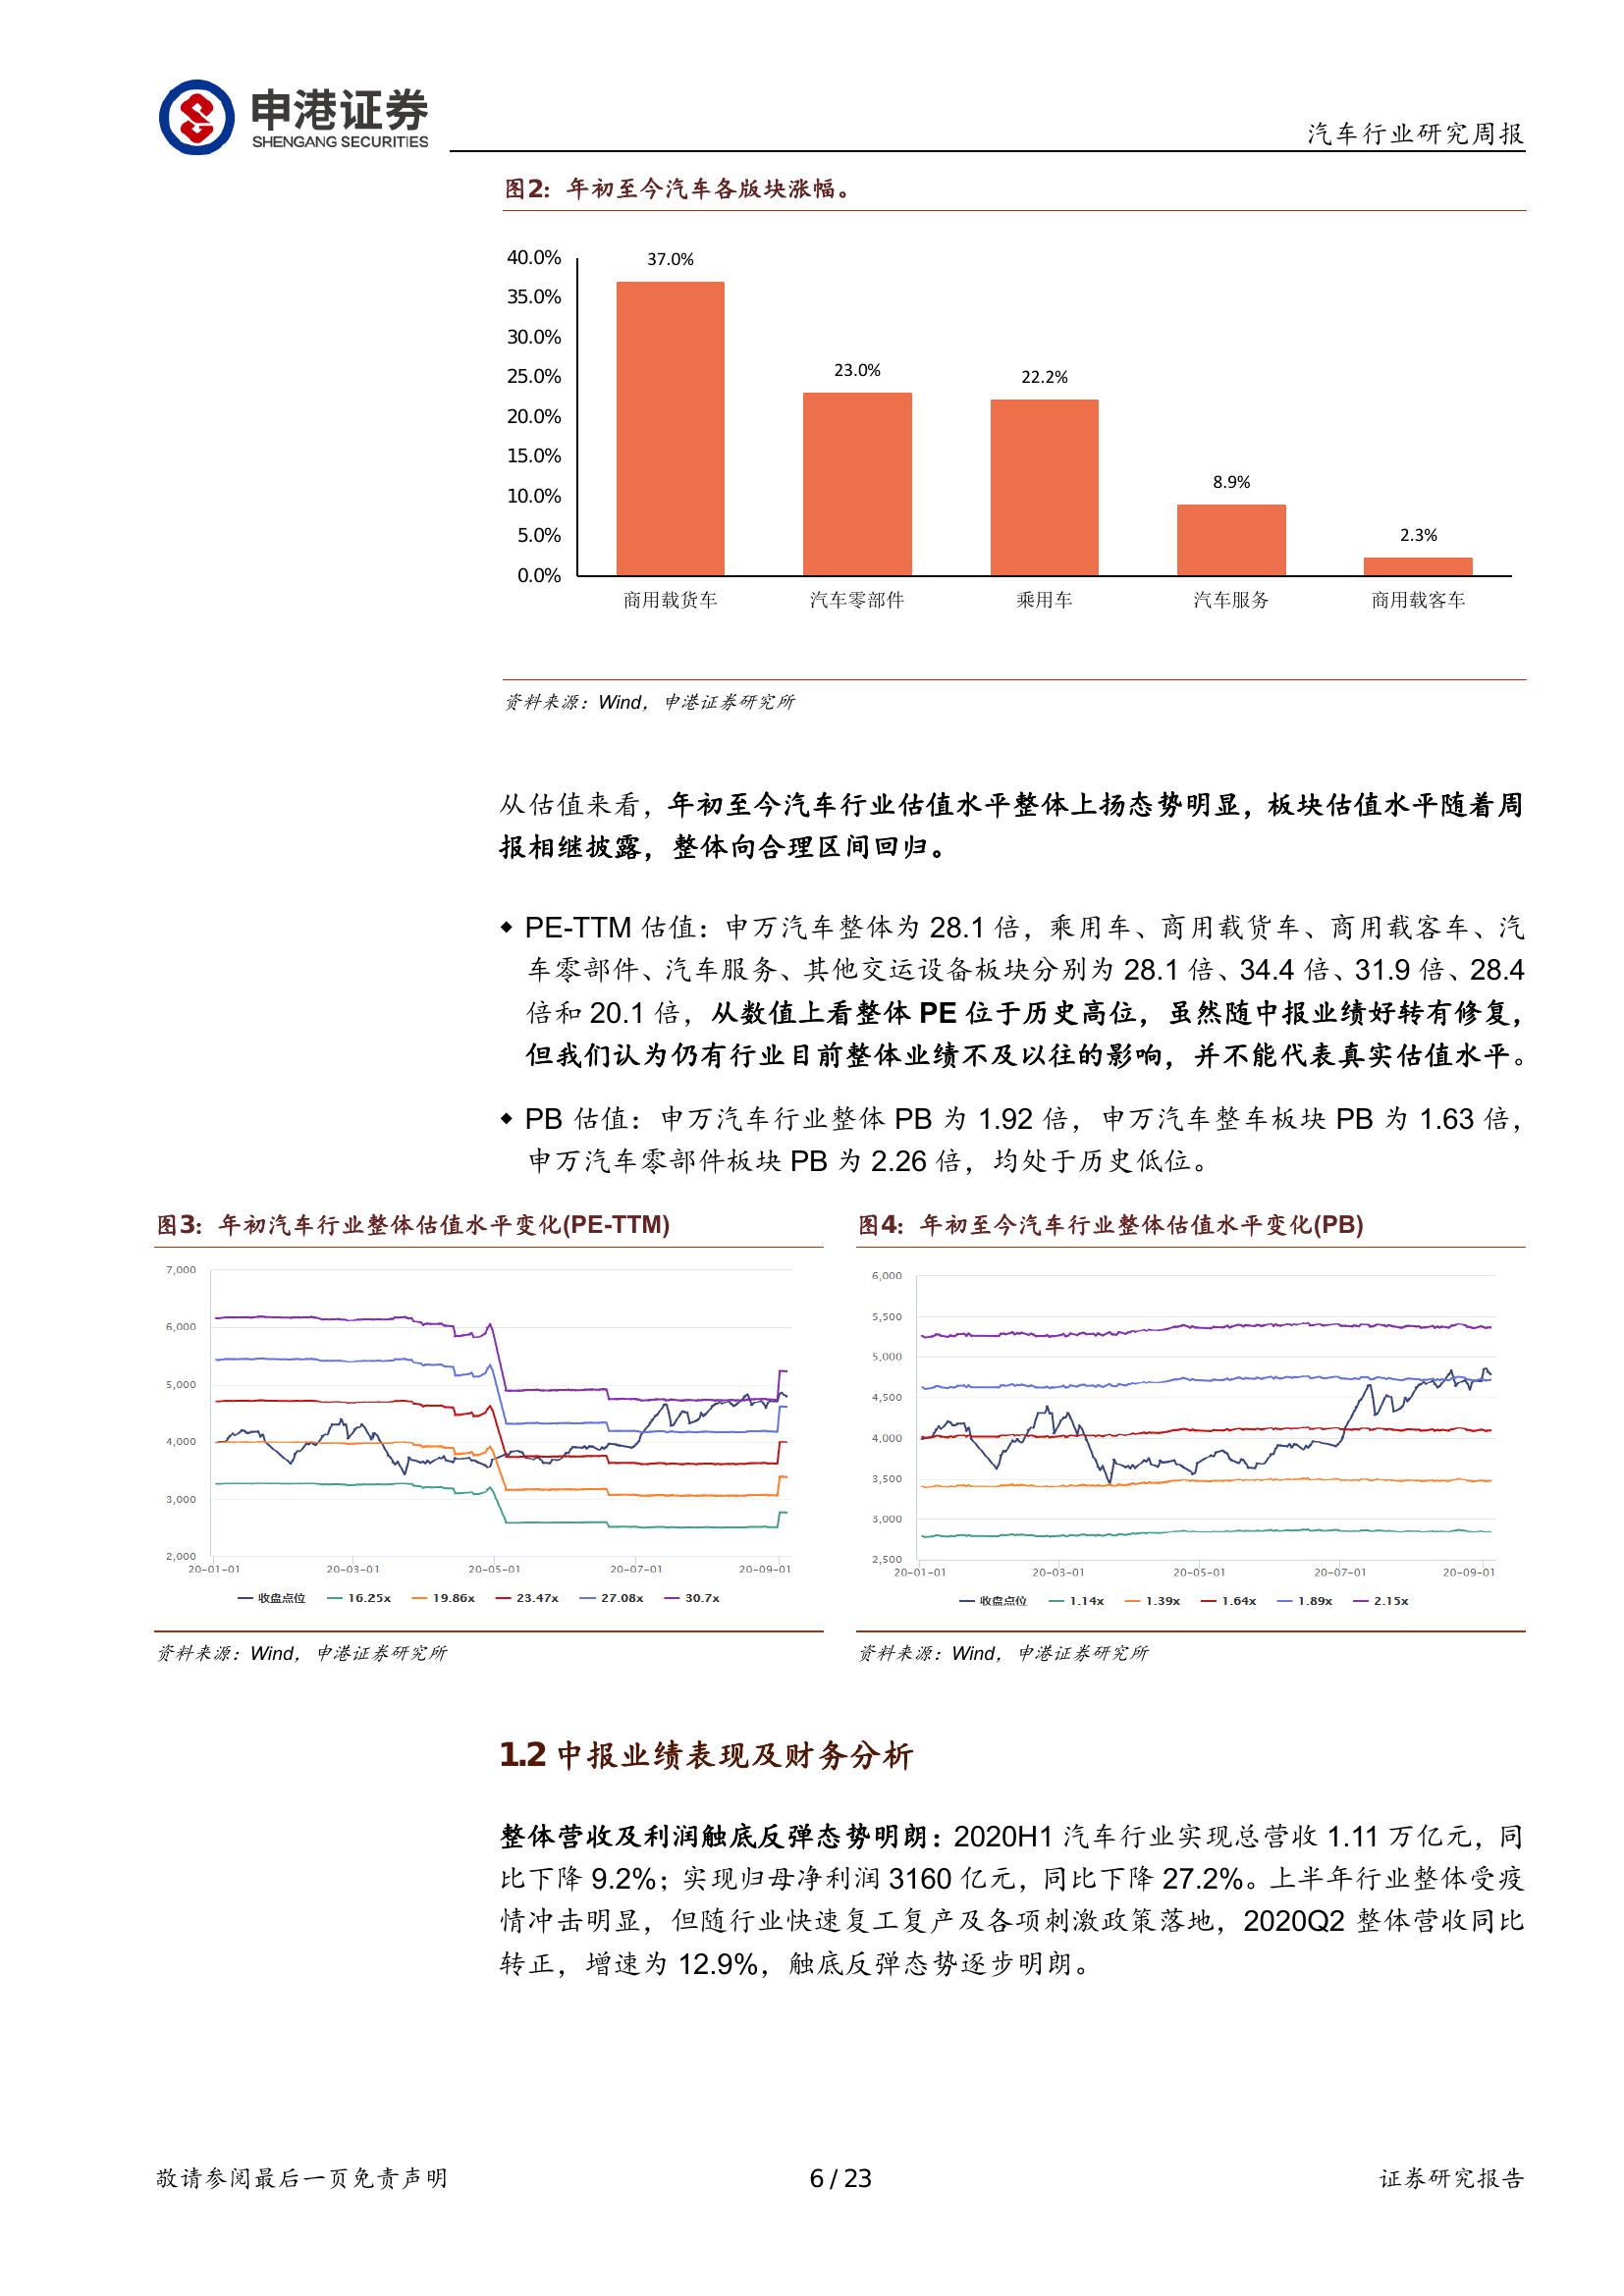 申港证券
SHENGANG SECURITIES
汽车行业研究周报
图2：年初至今汽车各版块涨幅。
40.0%
35.0%
30.0%
25.0%
20.0%
15.0%
10.0%
5.0%
0.0%
37.0%
23.0%
22.2%
8.9%
2.3%
商用载货车 汽车零部件 乘用车 汽车服务 商用载客车
资料来源：Wind，申港证券研究所
从估值来看，年初至今汽车行业估值水平整体上扬态势明显，板块估值水平随着周
报相继披露，整体向合理区间回归。
◆ PE-TTM 估值：申万汽车整体为 28.1 倍，乘用车、商用载货车、商用载客车、汽
车零部件、汽车服务、其他交运设备板块分别为 28.1 倍、34.4 倍、31.9 倍、28.4
倍和 20.1 倍，从数值上看整体 PE 位于历史高位，虽然随中报业绩好转有修复，
但我们认为仍有行业目前整体业绩不及以往的影响，并不能代表真实估值水平。
◆ PB 估值：申万汽车行业整体 PB 为 1.92 倍，申万汽车整车板块 PB 为 1.63 倍，
申万汽车零部件板块 PB 为 2.26 倍，均处于历史低位。
图3：年初汽车行业整体估值水平变化(PE-TTM)
7,000
6,000
5,000
4,000
3,000
2,000
20-01-01 20-03-01 20-05-01 20-07-01 20-09-01
收盘点位 16.25x 19.86x 23.47x 27.08x 30.7x
资料来源：Wind，申港证券研究所
图4：年初至今汽车行业整体估值水平变化(PB)
6,000
5,500
5,000
4,500
4,000
3,500
3,000
2,500
20-01-01 20-03-01 20-05-01 20-07-01 20-09-01
收盘点位 1.14x 1.39x 1.64x 1.89x 2.15x
资料来源：Wind，申港证券研究所
1.2 中报业绩表现及财务分析
整体营收及利润触底反弹态势明朗：2020H1 汽车行业实现总营收 1.11 万亿元，同
比下降 9.2%；实现归母净利润 3160 亿元，同比下降 27.2%。上半年行业整体受疫
情冲击明显，但随行业快速复工复产及各项刺激政策落地，2020Q2 整体营收同比
转正，增速为 12.9%，触底反弹态势逐步明朗。
敬请参阅最后一页免责声明
6 / 23
证券研究报告